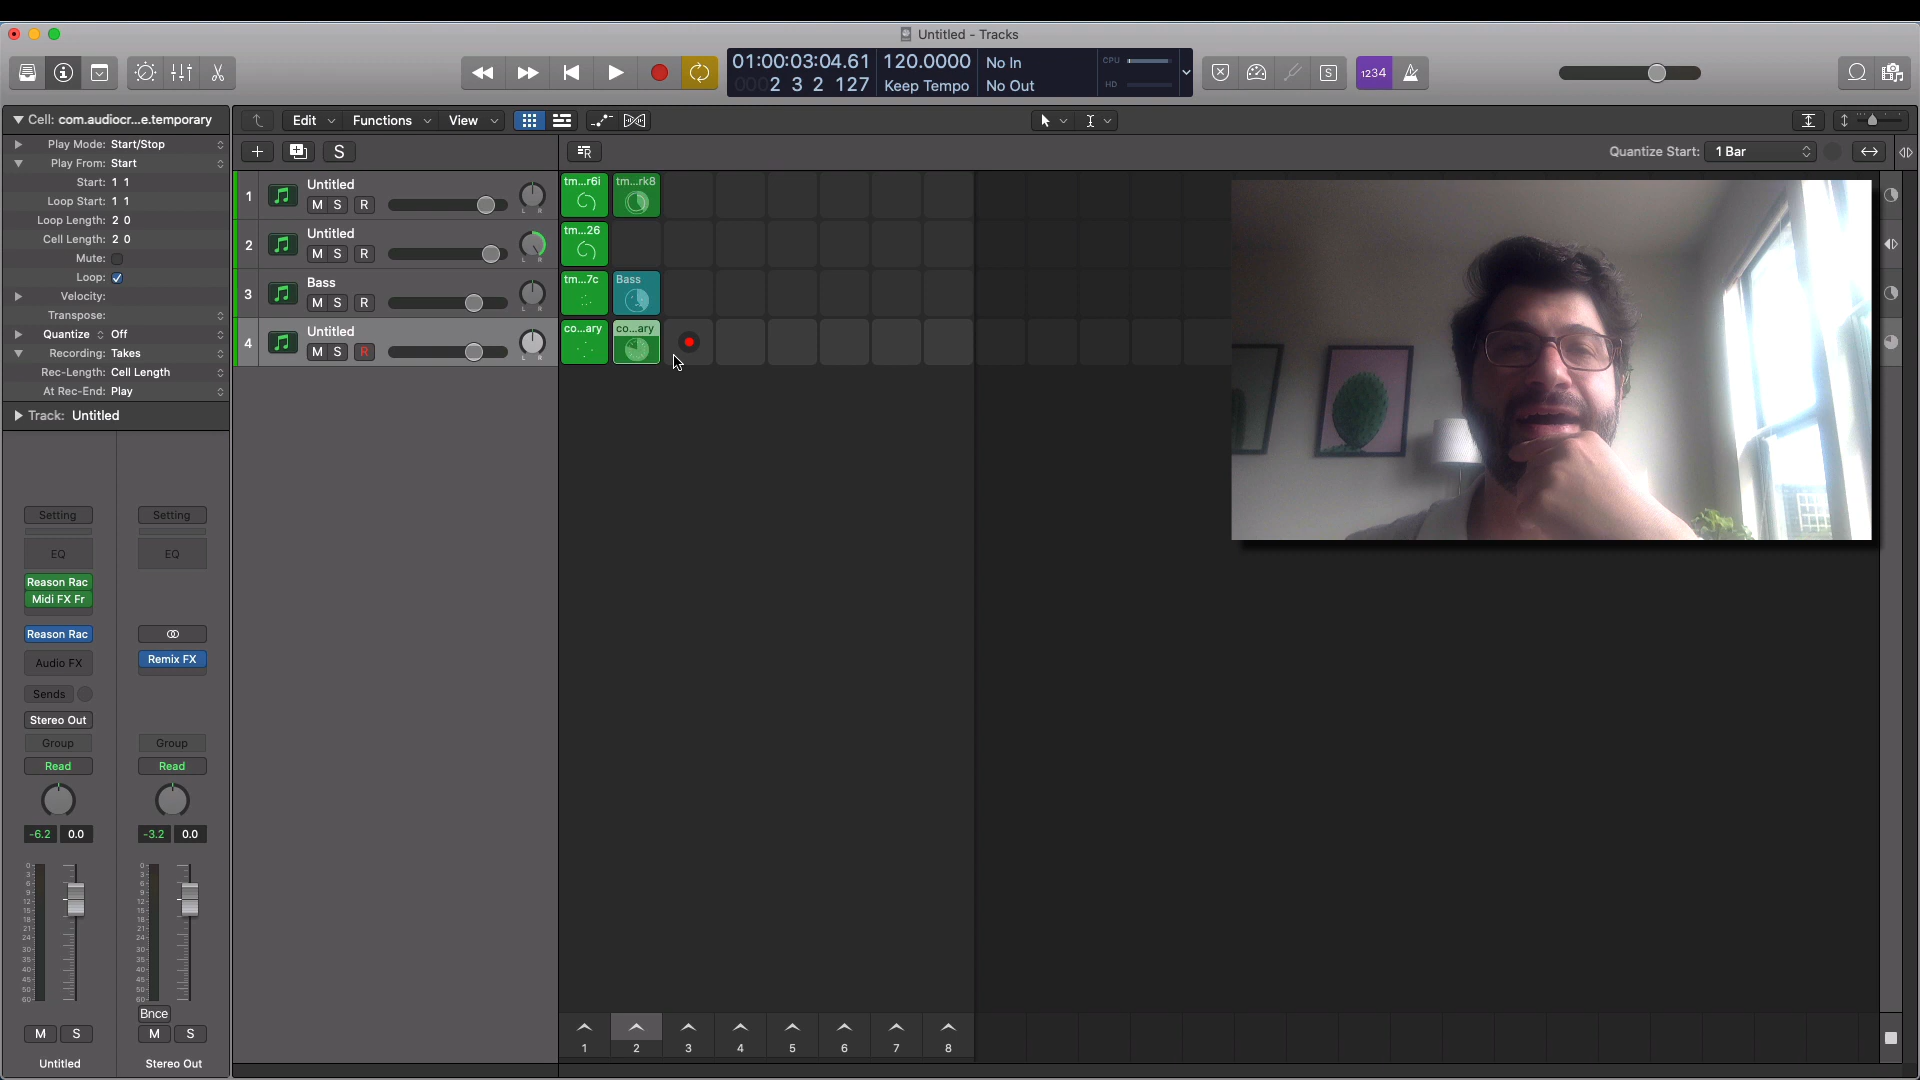 Untitled - Tracks
01:00:03:04.61 120.0000 No In CPU
0002 3 2 127 Keep Tempo No Out HD
S 1234
Cell: com.audiocr...e.temporary
Edit Functions View
Play Mode: Start/Stop
Play From: Start
Start: 1 1
Loop Start: 1 1
Loop Length: 2 0
Cell Length: 2 0
Mute:
Loop:
Velocity:
Transpose:
Quantize Off
Recording: Takes
Rec-Length: Cell Length
At Rec-End: Play
Track: Untitled
S
Quantize Start: 1 Bar
1 Untitled
M S R L R
tm...r6i tm...rk8
2 Untitled
M S R L R
tm...26
3 Bass
M S R L R
tm...7c Bass
4 Untitled
M S R L R
co...ary co...ary
Setting Setting
EQ EQ
Reason Rac
Midi FX Fr
Reason Rac
Audio FX Remix FX
Sends
Stereo Out
Group Group
Read Read
-6.2 0.0 -3.2 0.0
Bnce
M S M S
Untitled Stereo Out
1 2 3 4 5 6 7 8